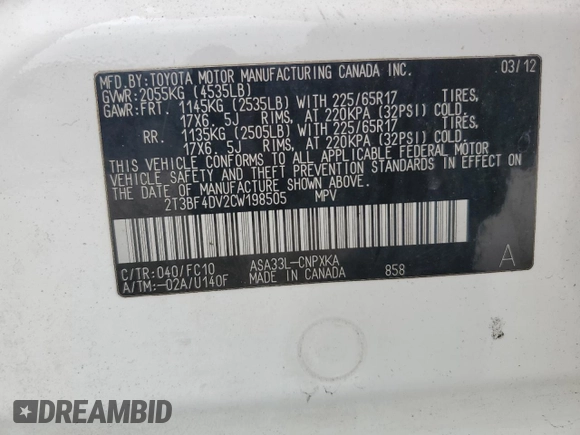 MFD.BY:TOYOTA MOTOR MANUFACTURING CANADA INC. 03/12
GVWR:2055KG (4535LB)
GAWR:FRT. 1145KG (2535LB) WITH 225/65R17 TIRES,
17X6.5J RIMS, AT 220KPA (32PSI) COLD.
RR. 1135KG (2505LB) WITH 225/65R17 TIRES,
17X6.5J RIMS, AT 220KPA (32PSI) COLD.
THIS VEHICLE CONFORMS TO ALL APPLICABLE FEDERAL MOTOR
VEHICLE SAFETY AND THEFT PREVENTION STANDARDS IN EFFECT
ON THE DATE OF MANUFACTURE SHOWN ABOVE.
2T3BF4DV2CW198505 MPV
C/TR:040/FC10 ASA33L-CNPXKA A
A/TM:-02A/U140F MADE IN CANADA 858
DREAMBID